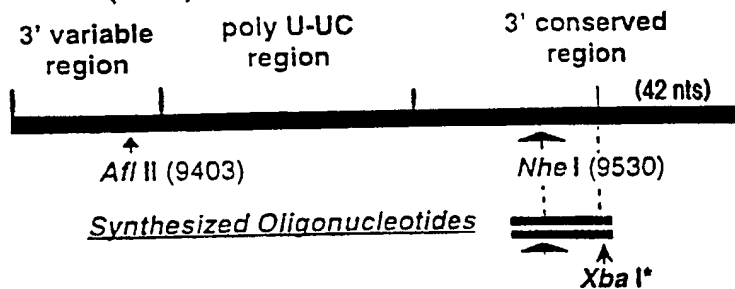 3' variable region
poly U-UC region
3' conserved region
(42 nts)
Afl II (9403)
Nhe I (9530)
Synthesized Oligonucleotides
Xba I*